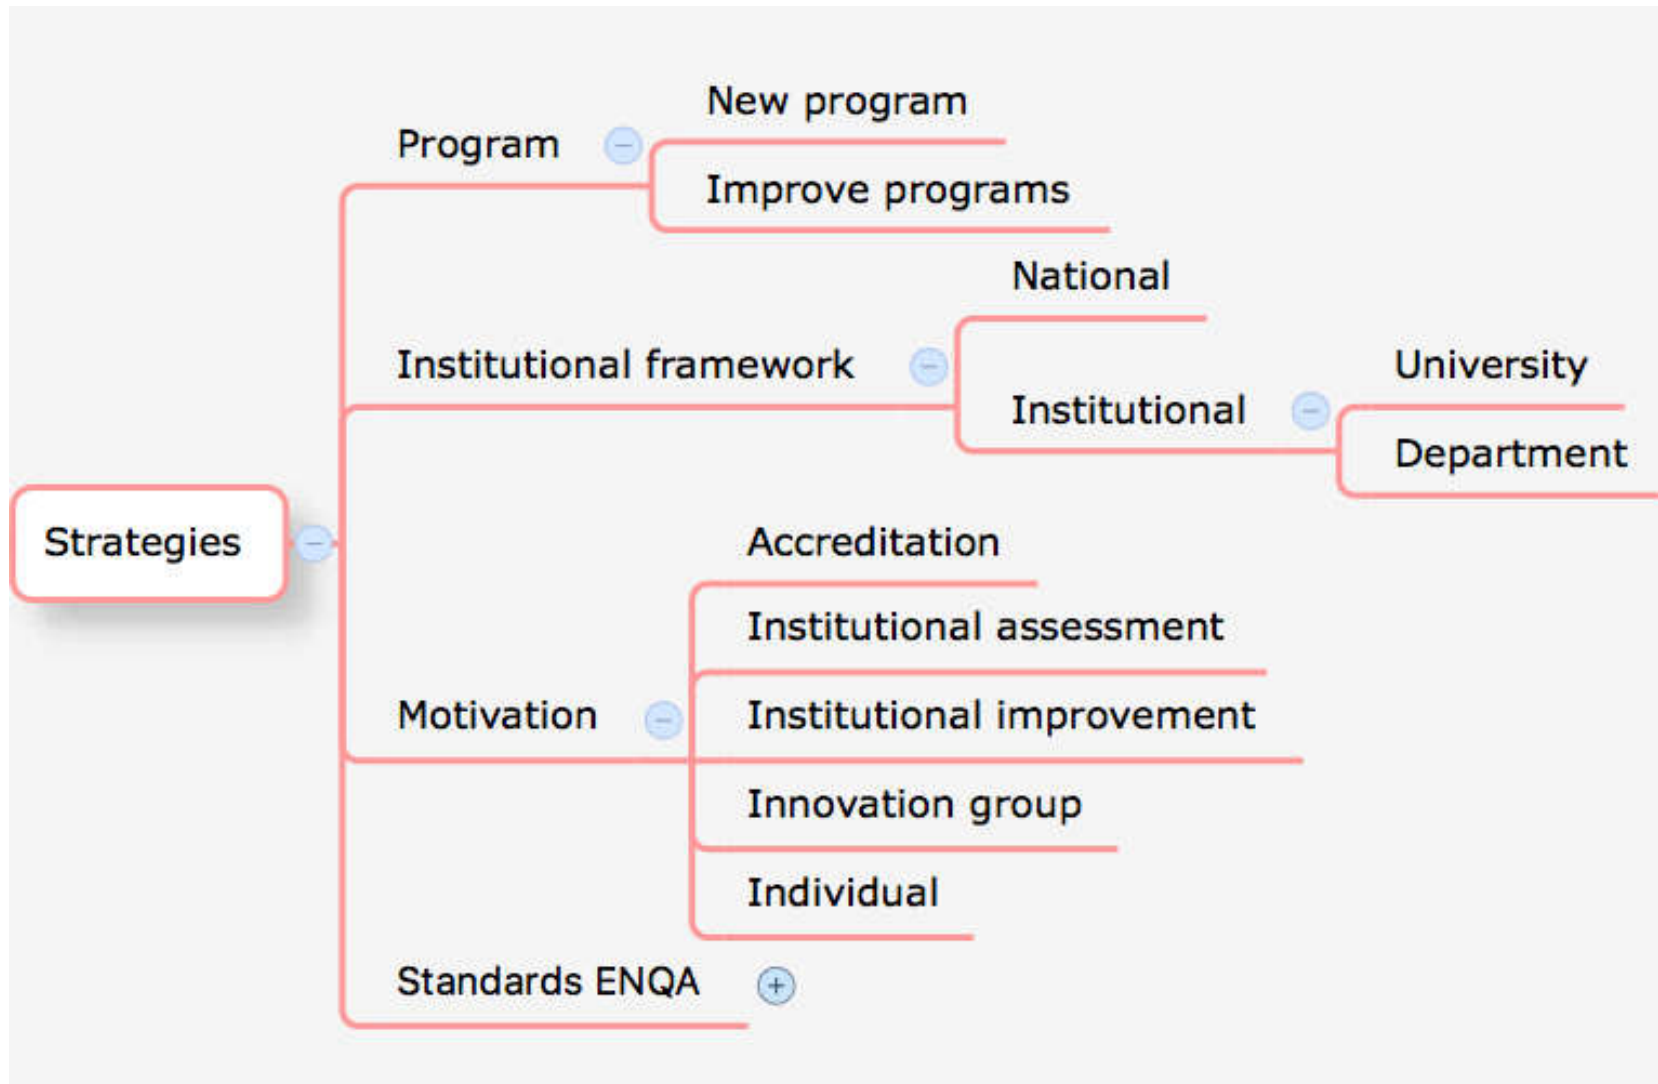 Strategies
Program
New program
Improve programs
Institutional framework
National
Institutional
University
Department
Motivation
Accreditation
Institutional assessment
Institutional improvement
Innovation group
Individual
Standards ENQA